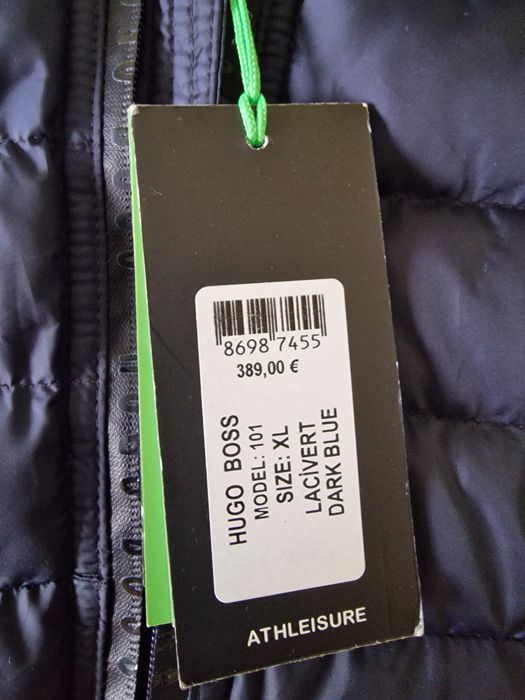 8698 7455
389,00 €
HUGO BOSS
MODEL: 101
SIZE: XL
LACİVERT
DARK BLUE
ATHLEISURE